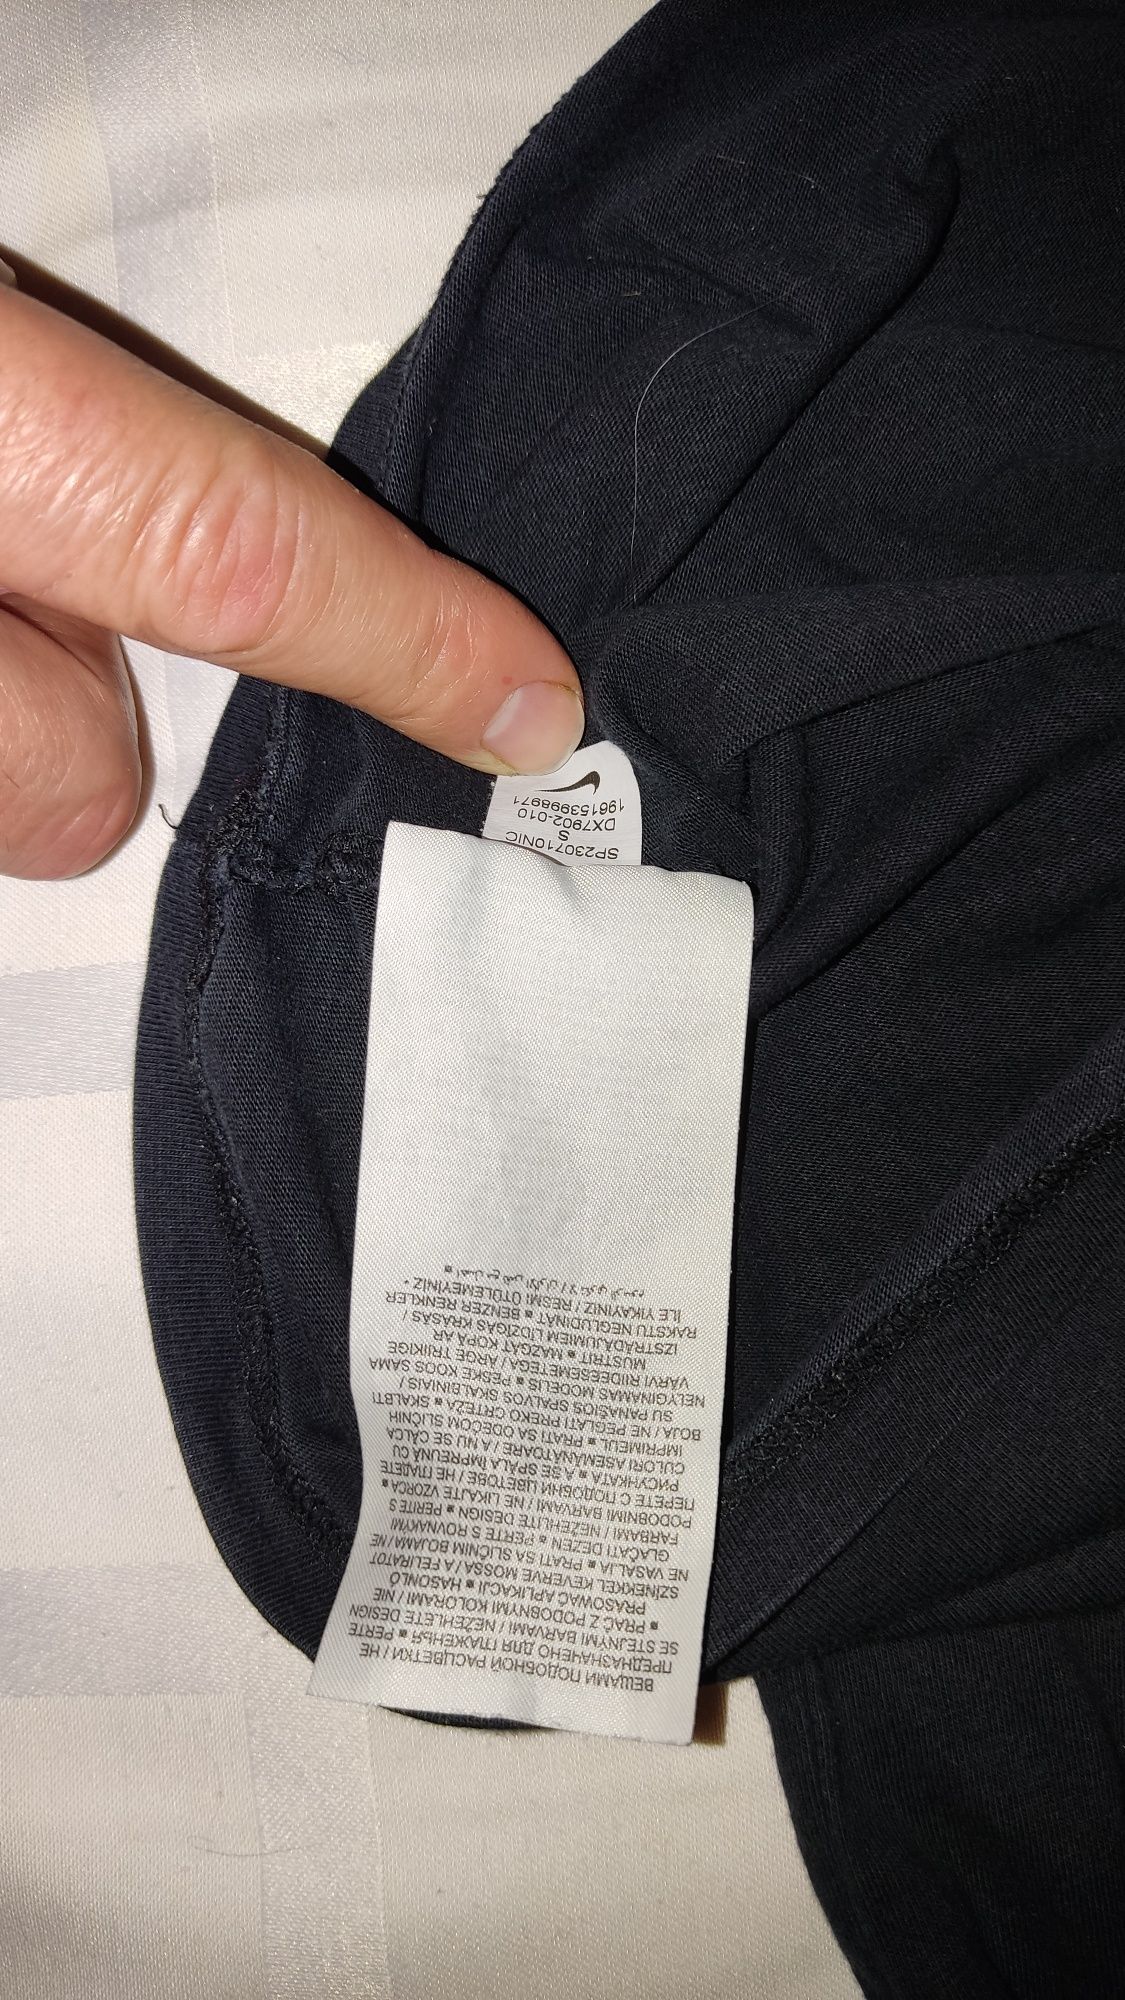 ВЕЩАМИ ПОДОБНОЙ РАСЦВЕТКИ / НЕ
ПРЕДНАЗНАЧЕНО ДЛЯ ГЛАЖЕНЬЯ ■ PERTE
SE STEJNÝMI BARVAMI / NEŽEHLETE DESIGN
■ PRAĆ Z PODOBNYMI KOLORAMI / NIE
PRASOWAĆ APLIKACJI ■ HASONLÓ
SZÍNEKKEL KEVERVE MOSSA / A FELIRATOT
NE VASALJA ■ PRATI SA SLIČNIM BOJAMA / NE
GLAČATI DEZEN ■ PERTE S ROVNAKÝMI
FARBAMI / NEŽEHLITE DESIGN ■ PERITE S
PODOBNIMI BARVAMI / NE LIKAJTE VZORCA ■
ПЕРЕТЕ С ПОДОБНИ ЦВЕТОВЕ / НЕ ГЛАДЕТЕ
РИСУНКАТА ■ A SE SPĂLA ÎMPREUNĂ CU
CULORI ASEMĂNĂTOARE / A NU SE CĂLCA
IMPRIMEUL ■ PRATI SA ODEĆOM SLIČNIH
BOJA / NE PEGLATI PREKO CRTEŽA ■ SKALBTI
SU PANAŠIOS SPALVOS SKALBINIAIS /
NELYGINAMAS MODELIS ■ PESKE KOOS SAMA
VÄRVI RIIDEESEMETEGA / ÄRGE TRIIKIGE
MUSTRIT ■ MAZGĀT KOPĀ AR
IZSTRĀDĀJUMIEM LĪDZĪGĀS KRĀSĀS /
RAKSTU NEGLUDINĀT ■ BENZER RENKLER
İLE YIKAYINIZ / RESMİ ÜTÜLEMEYİNİZ •
SP230710NIC
S
DX7902-010
196153998971